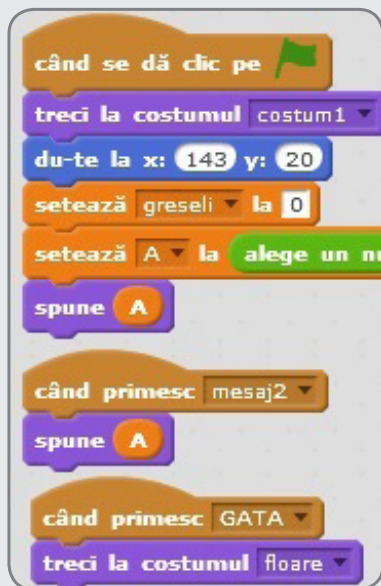 când se dă clic pe
treci la costumul costum1
du-te la x: 143 y: 20
setează greseli la 0
setează A la alege un
spune A
când primesc mesaj2
spune A
când primesc GATA
treci la costumul floare